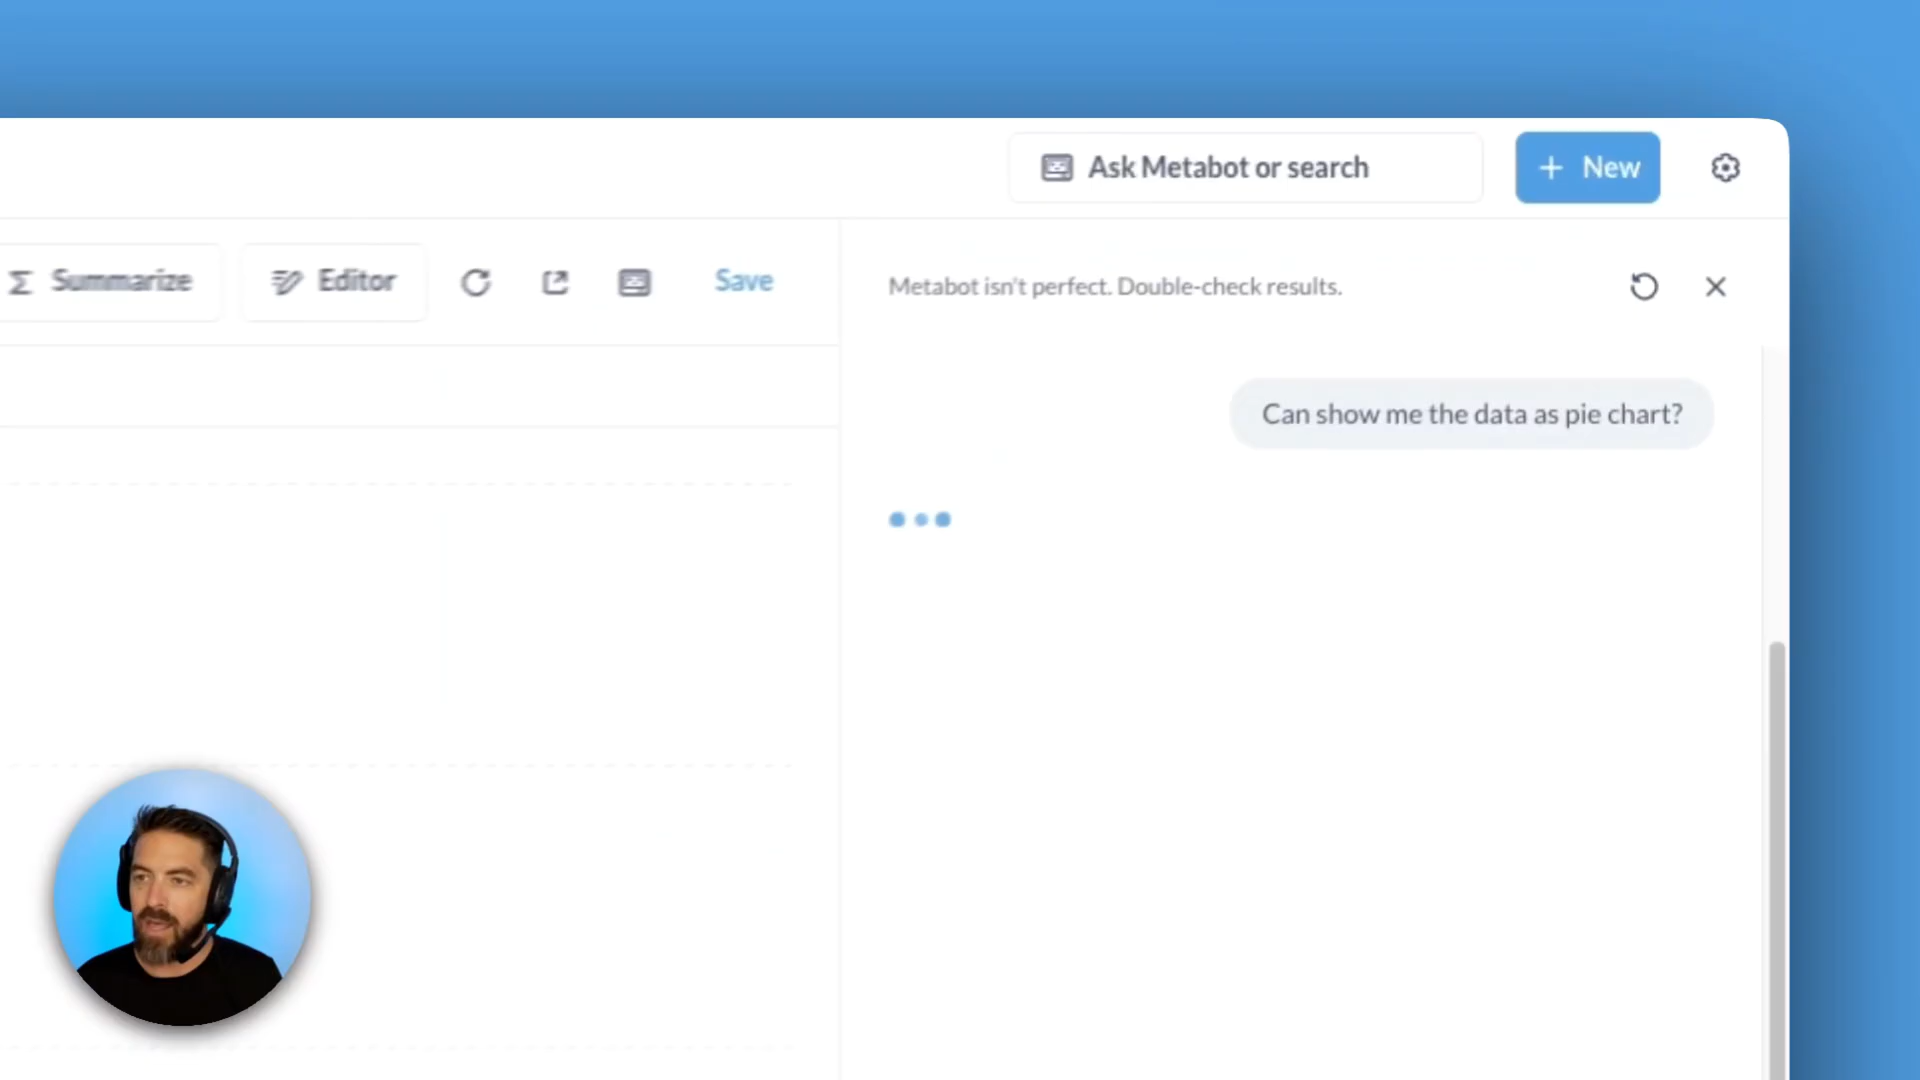 Ask Metabot or search
+ New
Σ Summarize
Editor
Save
Metabot isn't perfect. Double-check results.
Can show me the data as pie chart?